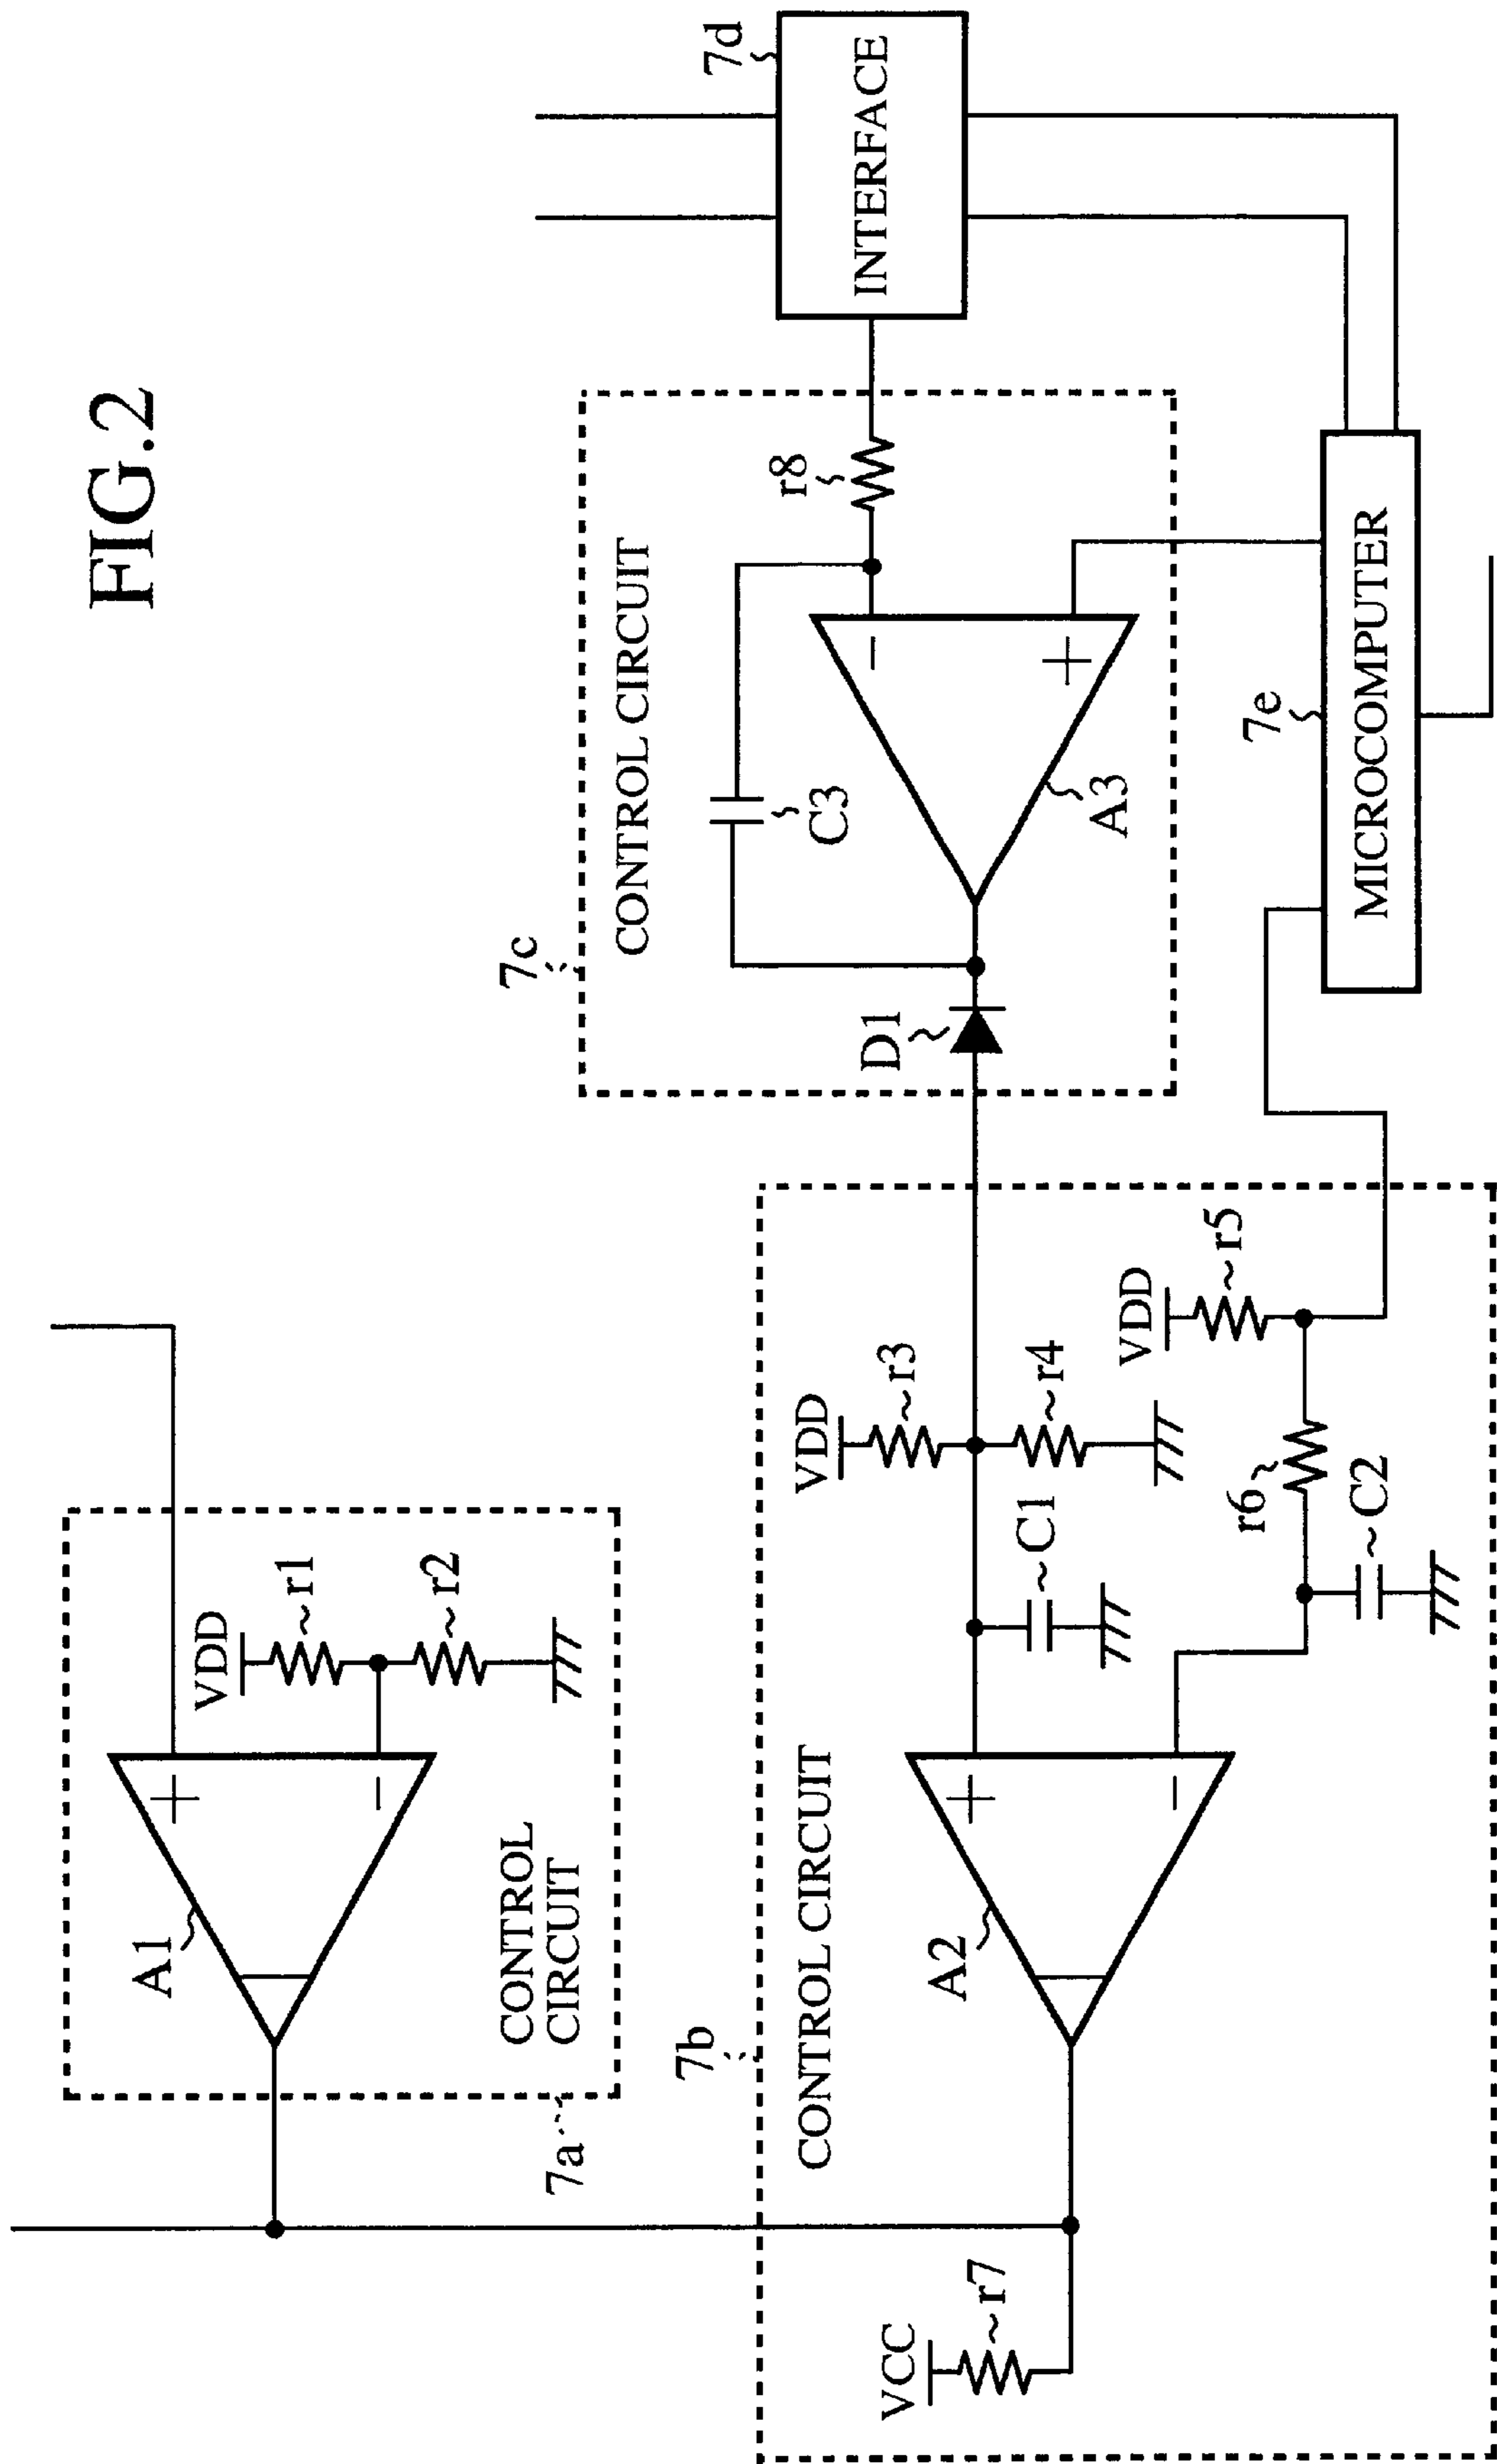 FIG.2
7d
INTERFACE
r8
CONTROL CIRCUIT
7c
C3
−
+
A3
D1
7e
MICROCOMPUTER
VDD
r1
r2
+
−
A1
CONTROL
CIRCUIT
7a
7b
CONTROL CIRCUIT
VDD
r3
r4
VDD
r5
r6
C1
C2
+
−
A2
VCC
r7